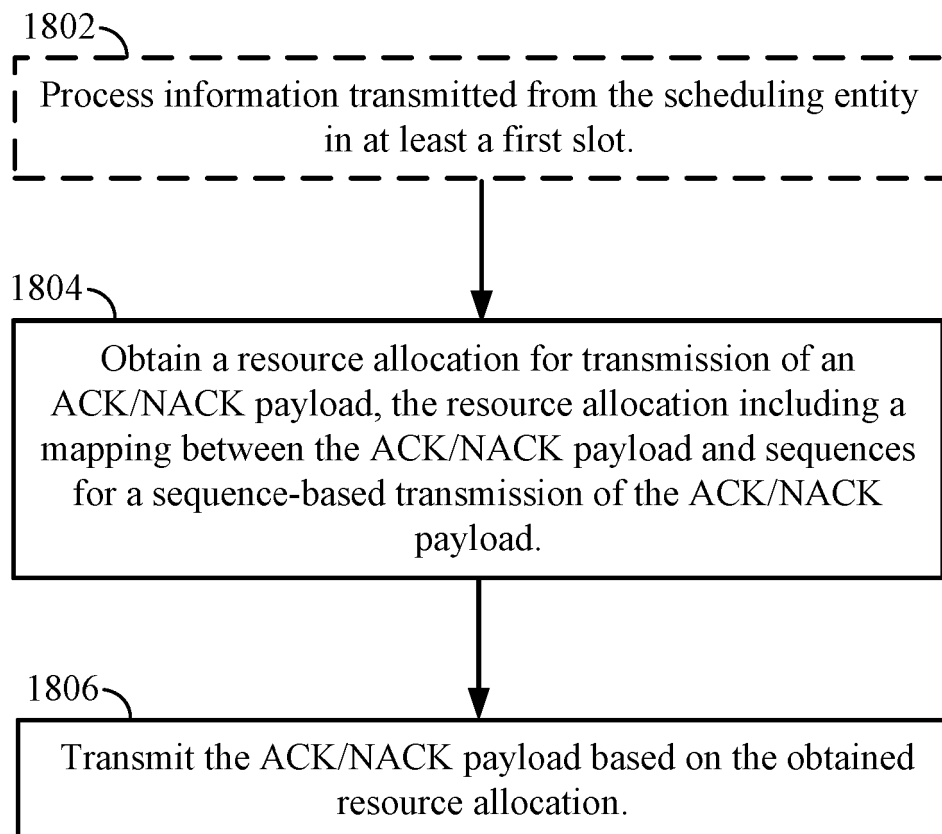 1802
Process information transmitted from the scheduling entity
in at least a first slot.
1804
Obtain a resource allocation for transmission of an
ACK/NACK payload, the resource allocation including a
mapping between the ACK/NACK payload and sequences
for a sequence-based transmission of the ACK/NACK
payload.
1806
Transmit the ACK/NACK payload based on the obtained
resource allocation.